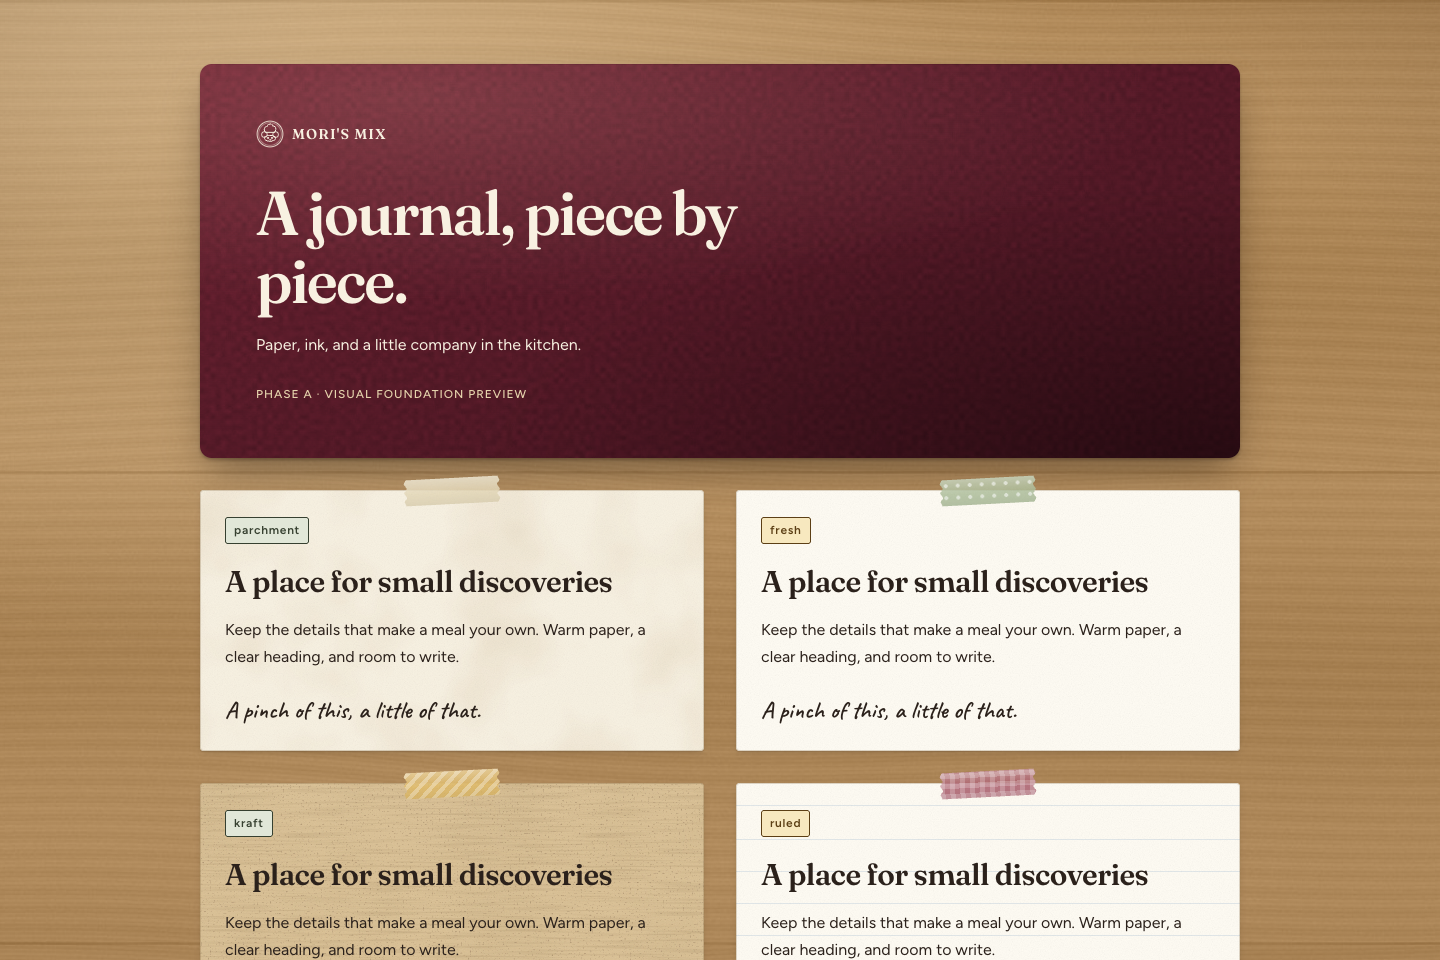 MORI'S MIX
A journal, piece by
piece.
Paper, ink, and a little company in the kitchen.
PHASE A · VISUAL FOUNDATION PREVIEW
parchment
A place for small discoveries
Keep the details that make a meal your own. Warm paper, a
clear heading, and room to write.
A pinch of this, a little of that.
fresh
A place for small discoveries
Keep the details that make a meal your own. Warm paper, a
clear heading, and room to write.
A pinch of this, a little of that.
kraft
A place for small discoveries
Keep the details that make a meal your own. Warm paper, a
clear heading, and room to write.
ruled
A place for small discoveries
Keep the details that make a meal your own. Warm paper, a
clear heading, and room to write.